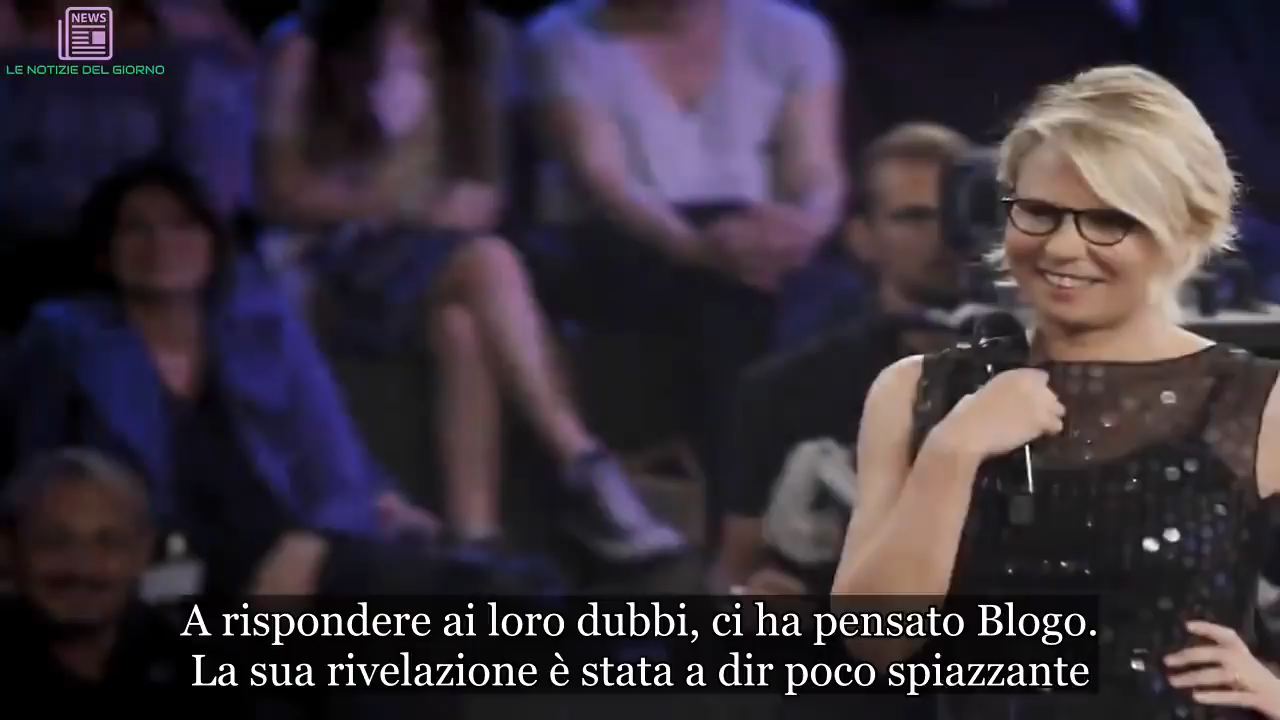 NEWS
LE NOTIZIE DEL GIORNO
A rispondere ai loro dubbi, ci ha pensato Blogo.
La sua rivelazione è stata a dir poco spiazzante